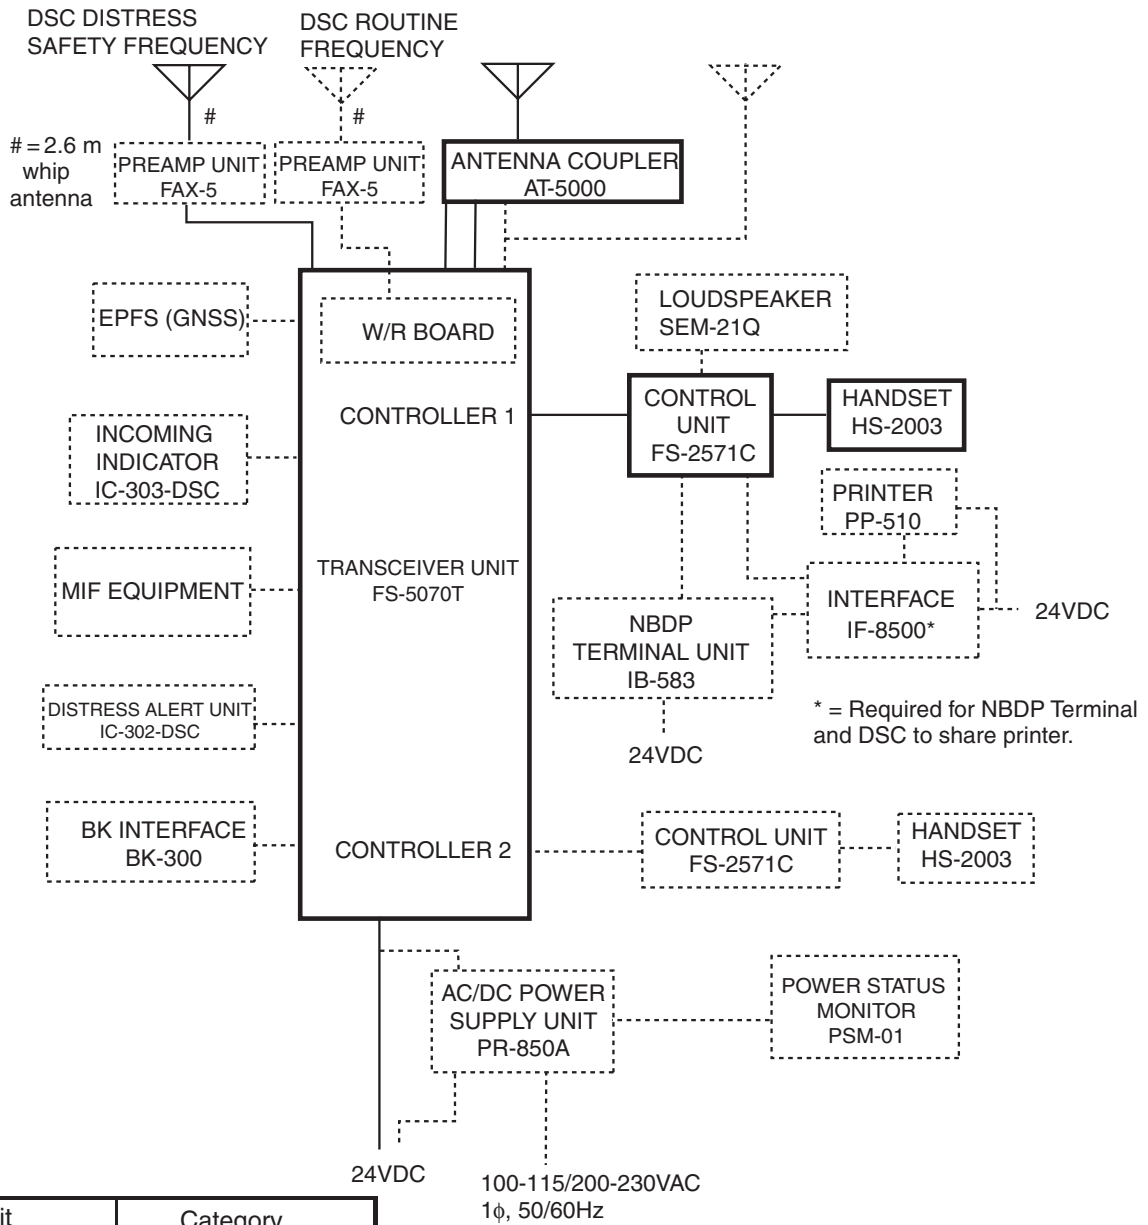 DSC DISTRESS
SAFETY FREQUENCY
DSC ROUTINE
FREQUENCY
#
#
# = 2.6 m
whip
antenna
PREAMP UNIT
FAX-5
PREAMP UNIT
FAX-5
ANTENNA COUPLER
AT-5000
EPFS (GNSS)
W/R BOARD
LOUDSPEAKER
SEM-21Q
CONTROLLER 1
CONTROL
UNIT
FS-2571C
HANDSET
HS-2003
INCOMING
INDICATOR
IC-303-DSC
PRINTER
PP-510
MIF EQUIPMENT
TRANSCEIVER UNIT
FS-5070T
NBDP
TERMINAL UNIT
IB-583
INTERFACE
IF-8500*
24VDC
24VDC
* = Required for NBDP Terminal
and DSC to share printer.
DISTRESS ALERT UNIT
IC-302-DSC
BK INTERFACE
BK-300
CONTROLLER 2
CONTROL UNIT
FS-2571C
HANDSET
HS-2003
AC/DC POWER
SUPPLY UNIT
PR-850A
POWER STATUS
MONITOR
PSM-01
24VDC
100-115/200-230VAC
1ϕ, 50/60Hz